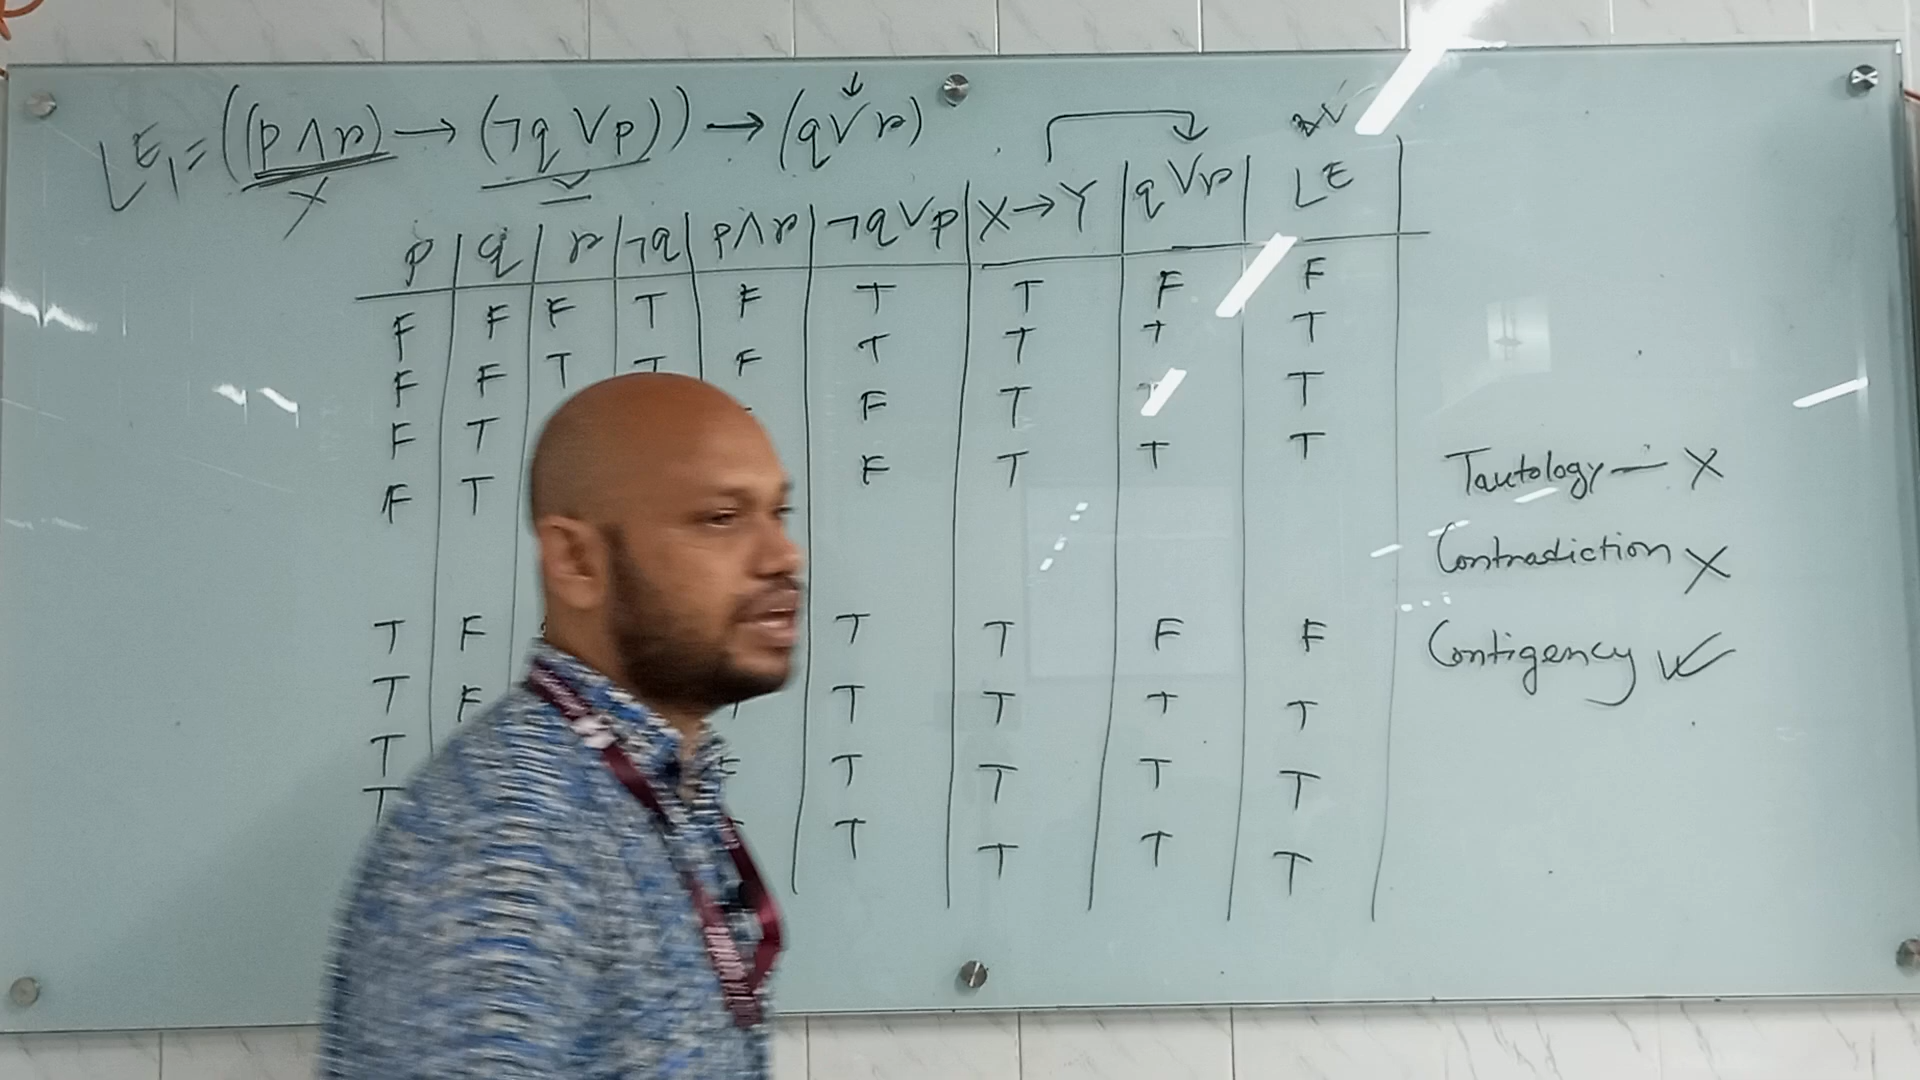 LE₁ = ((p ∧ r) → (¬q ∨ p)) → (q ∨ r)
X
p | q | r | ¬q | p∧r | ¬q∨p | X→Y | q∨r | LE
F F F T F T T F F
F F T T F T T T T
F T F T T
F T F T T T
T F T T F F
T F T T T T
T T T T T
T T T T T
Tautology — X
Contradiction X
Contigency ✓